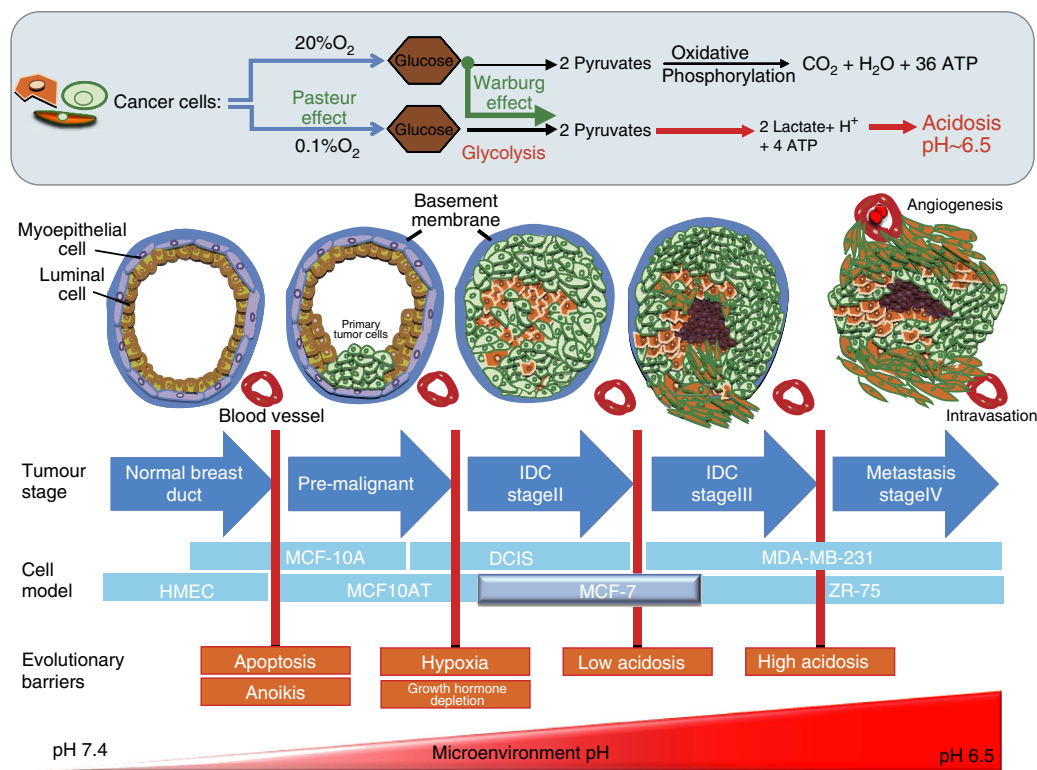 20%O₂
Glucose
2 Pyruvates
Oxidative
Phosphorylation
CO₂ + H₂O + 36 ATP
Cancer cells:
Pasteur
effect
Warburg
effect
0.1%O₂
Glucose
Glycolysis
2 Pyruvates
2 Lactate+ H⁺
+ 4 ATP
Acidosis
pH~6.5
Myoepithelial
cell
Luminal
cell
Basement
membrane
Primary
tumor cells
Angiogenesis
Blood vessel
Intravasation
Tumour
stage
Normal breast
duct
Pre-malignant
IDC
stageII
IDC
stageIII
Metastasis
stageIV
Cell
model
MCF-10A
DCIS
MDA-MB-231
HMEC
MCF10AT
MCF-7
ZR-75
Evolutionary
barriers
Apoptosis
Anoikis
Hypoxia
Growth hormone
depletion
Low acidosis
High acidosis
pH 7.4
Microenvironment pH
pH 6.5